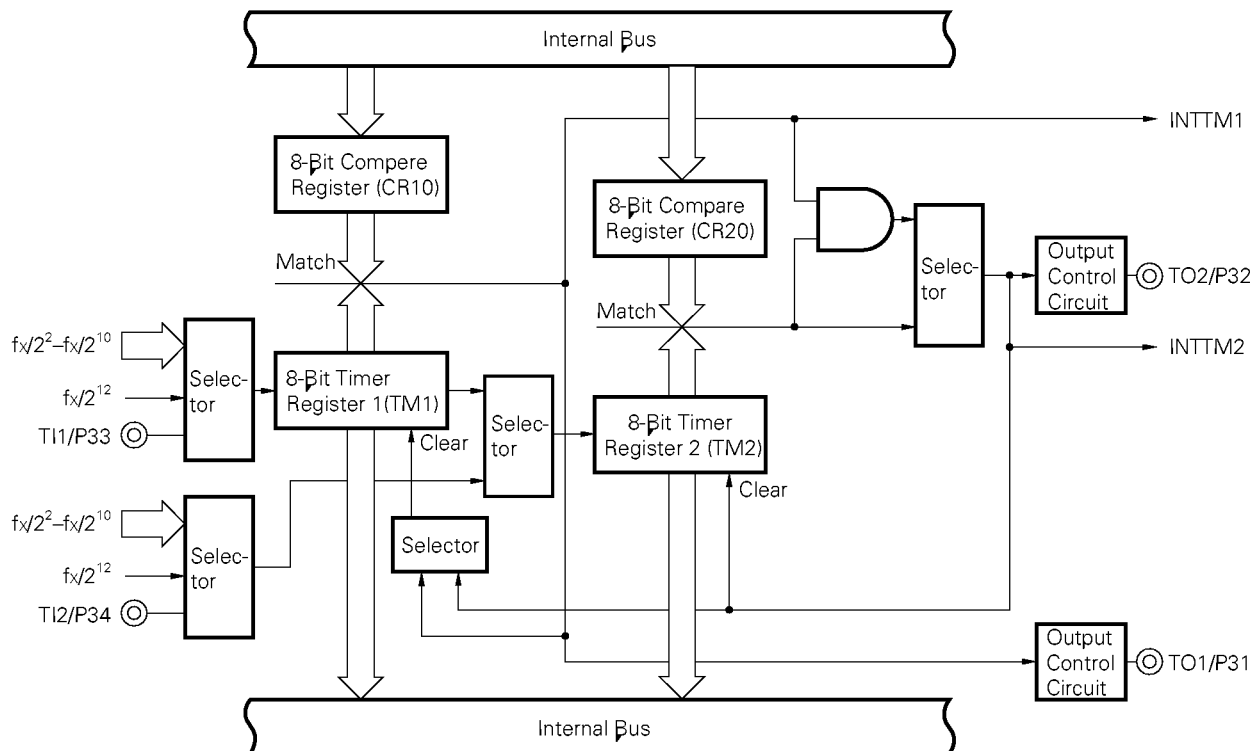 Internal Bus
INTTM1
8-Bit Compere
Register (CR10)
8-Bit Compare
Register (CR20)
Match
Selec-
tor
Output
Control
Circuit
TO2/P32
Match
INTTM2
fx/2²–fx/2¹⁰
fx/2¹²
TI1/P33
Selec-
tor
8-Bit Timer
Register 1(TM1)
Clear
Selec-
tor
8-Bit Timer
Register 2 (TM2)
Clear
fx/2²–fx/2¹⁰
fx/2¹²
TI2/P34
Selec-
tor
Selector
Output
Control
Circuit
TO1/P31
Internal Bus